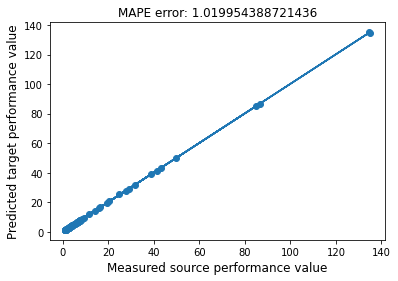 MAPE error: 1.019954388721436
Predicted target performance value
140
120
100
80
60
40
20
0
0 20 40 60 80 100 120 140
Measured source performance value